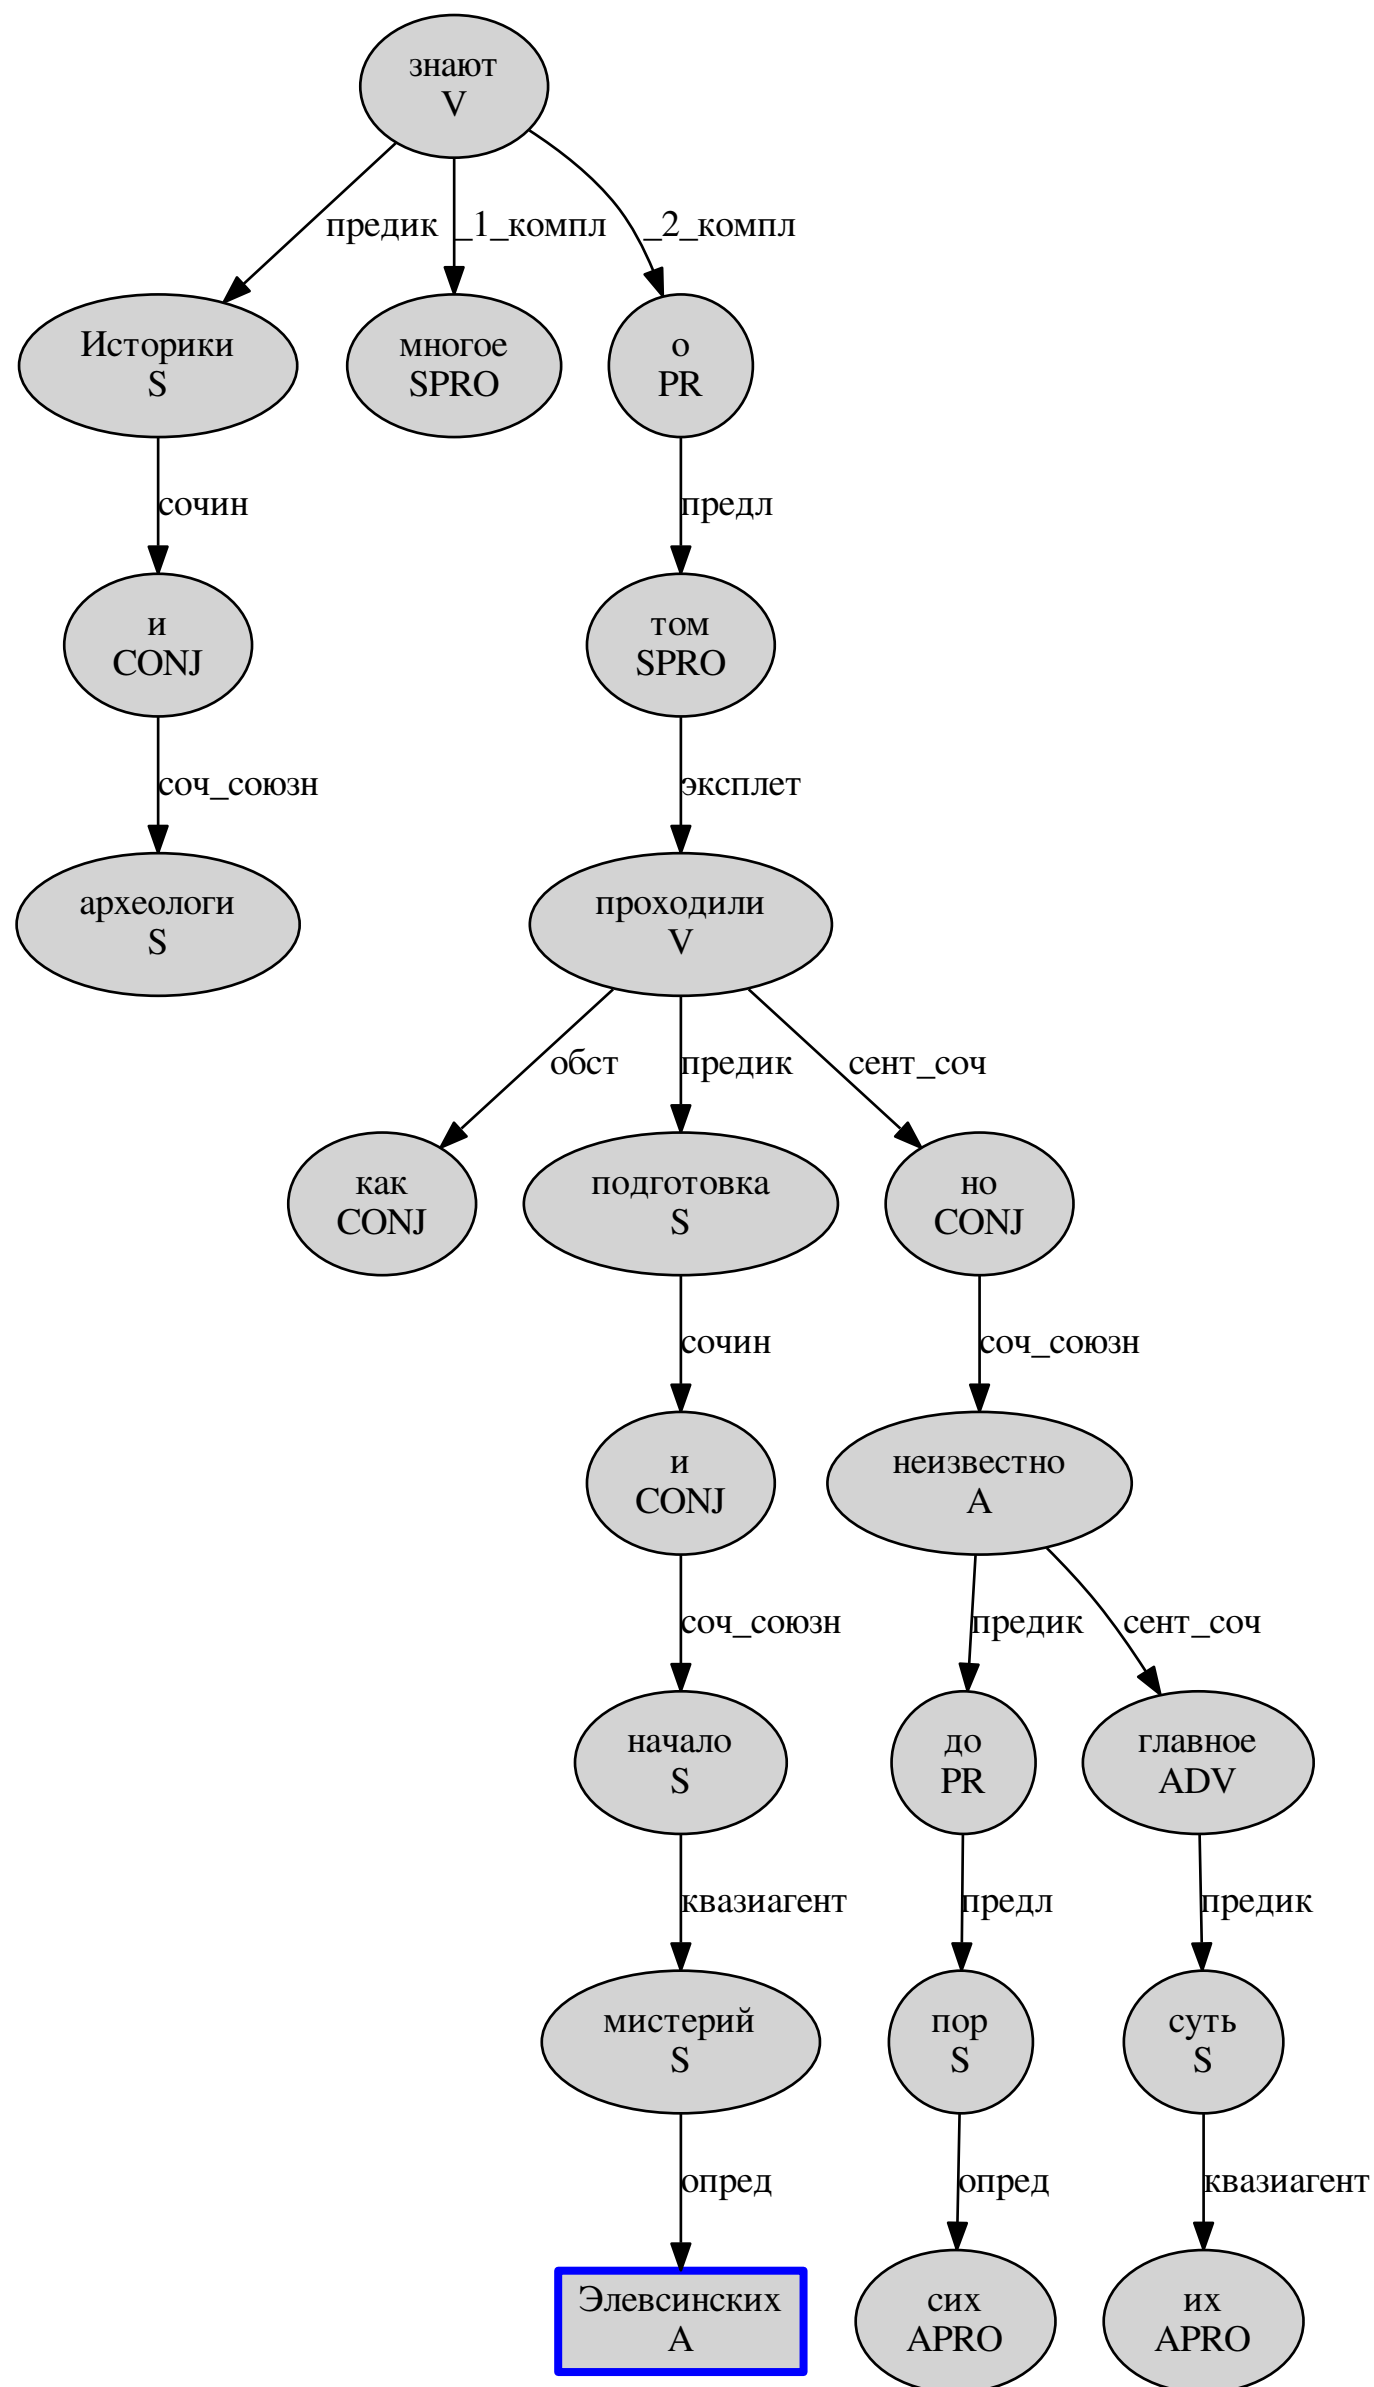 знают
V
предик
_1_компл
_2_компл
Историки
S
многое
SPRO
о
PR
сочин
предл
и
CONJ
том
SPRO
соч_союзн
эксплет
археологи
S
проходили
V
обст
предик
сент_соч
как
CONJ
подготовка
S
но
CONJ
сочин
соч_союзн
и
CONJ
неизвестно
A
соч_союзн
предик
сент_соч
начало
S
до
PR
главное
ADV
квазиагент
предл
предик
мистерий
S
пор
S
суть
S
опред
опред
квазиагент
Элевсинских
A
сих
APRO
их
APRO